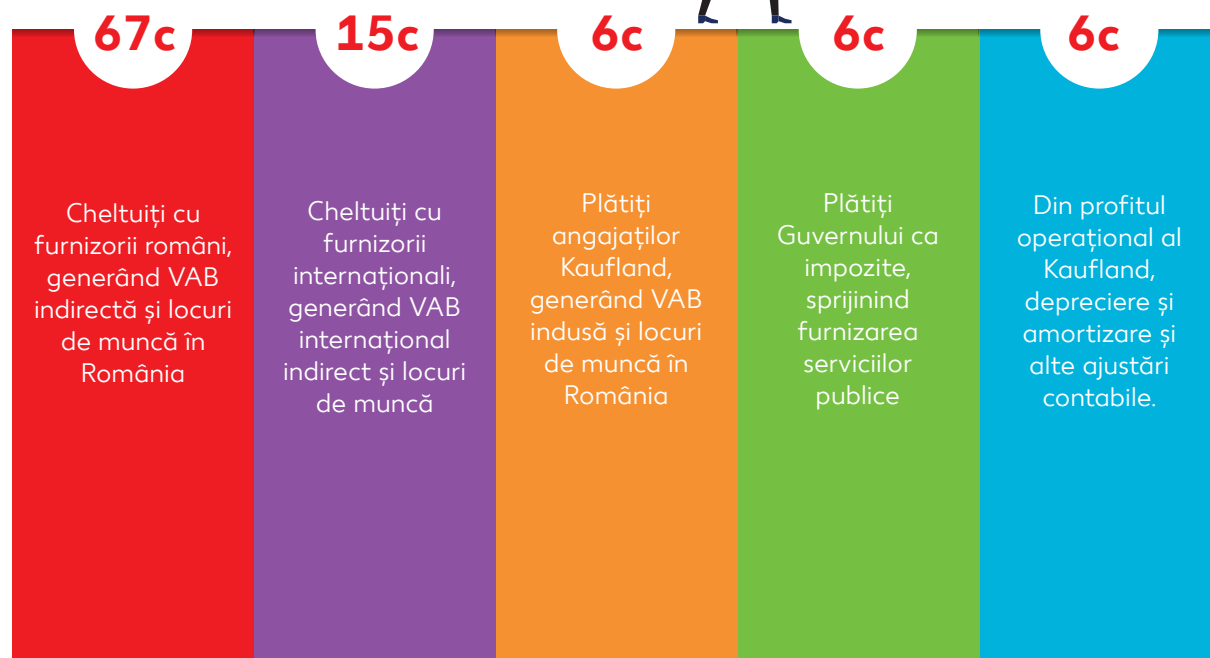 67c
Cheltuiți cu
furnizorii români,
generând VAB
indirectă și locuri
de muncă în
România
15c
Cheltuiți cu
furnizorii
internaționali,
generând VAB
internațional
indirect și locuri
de muncă
6c
Plătiți
angajaților
Kaufland,
generând VAB
indusă și locuri
de muncă în
România
6c
Plătiți
Guvernului ca
impozite,
sprijinind
furnizarea
serviciilor
publice
6c
Din profitul
operațional al
Kaufland,
depreciere și
amortizare și
alte ajustări
contabile.